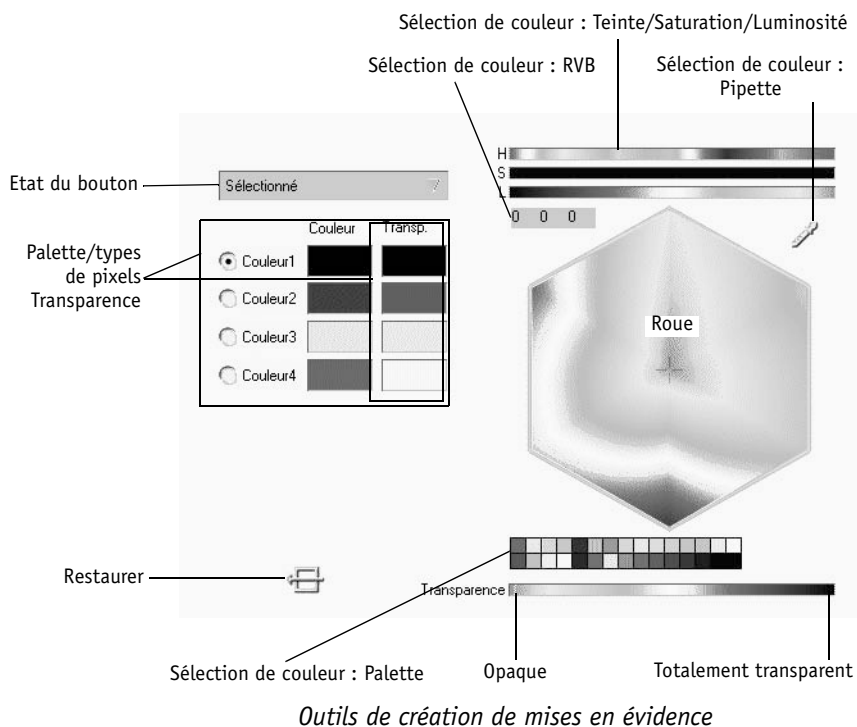 Sélection de couleur : Teinte/Saturation/Luminosité
Sélection de couleur : RVB
Sélection de couleur :
Pipette
H
S
L
Etat du bouton
Sélectionné
0 0 0
Couleur
Transp.
Palette/types
de pixels
Transparence
Couleur1
Couleur2
Couleur3
Couleur4
Roue
Restaurer
Transparence
Sélection de couleur : Palette
Opaque
Totalement transparent
Outils de création de mises en évidence